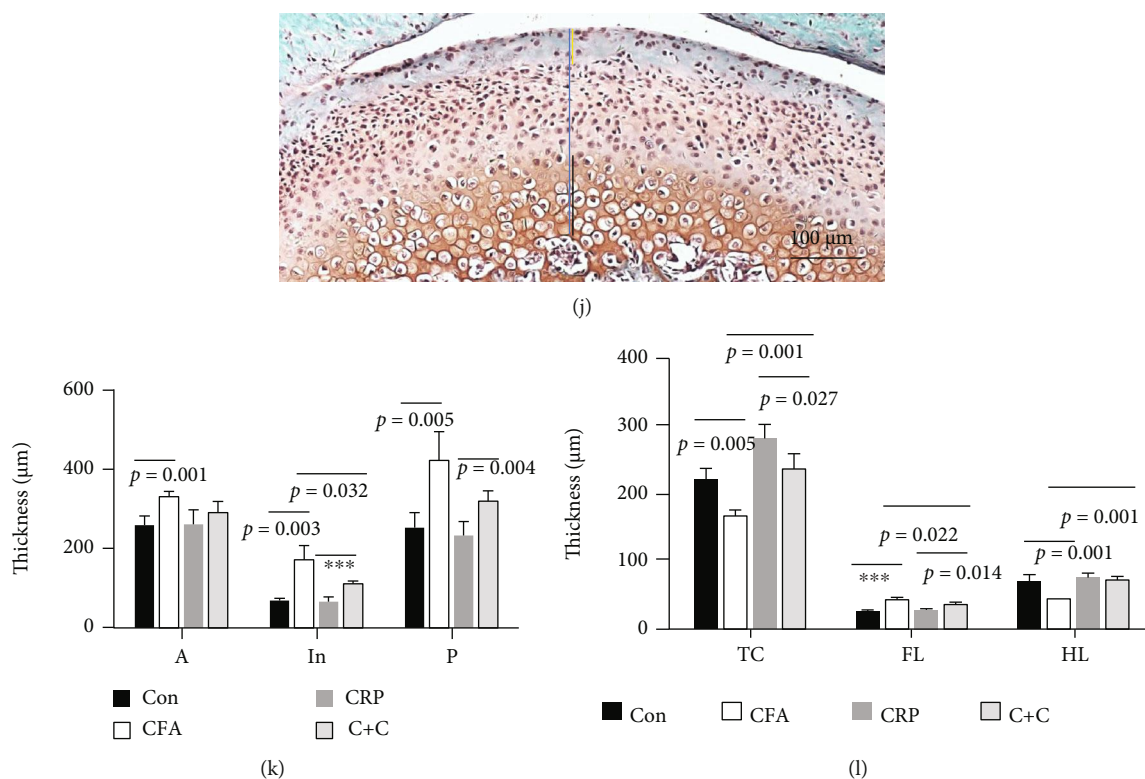 100 μm
(j)
600
400
200
0
Thickness (μm)
p = 0.001
p = 0.003
p = 0.032
***
p = 0.005
p = 0.004
A
In
P
Con
CRP
CFA
C+C
(k)
400
300
200
100
0
Thickness (μm)
p = 0.001
p = 0.027
p = 0.005
p = 0.022
***
p = 0.014
p = 0.001
p = 0.001
TC
FL
HL
Con
CFA
CRP
C+C
(l)